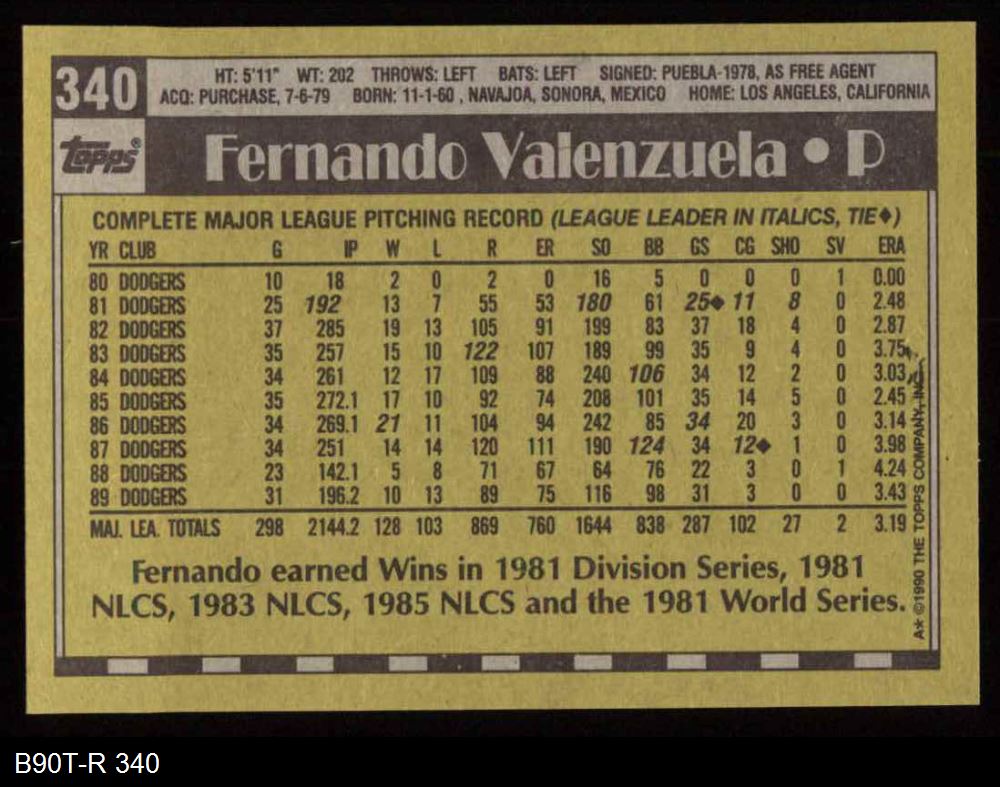 340
HT: 5'11" WT: 202 THROWS: LEFT BATS: LEFT SIGNED: PUEBLA-1978, AS FREE AGENT
ACQ: PURCHASE, 7-6-79 BORN: 11-1-60 , NAVAJOA, SONORA, MEXICO HOME: LOS ANGELES, CALIFORNIA
topps®
Fernando Valenzuela • P
COMPLETE MAJOR LEAGUE PITCHING RECORD (LEAGUE LEADER IN ITALICS, TIE♦)
YR CLUB G IP W L R ER SO BB GS CG SHO SV ERA
80 DODGERS 10 18 2 0 2 0 16 5 0 0 0 1 0.00
81 DODGERS 25 192 13 7 55 53 180 61 25♦ 11 8 0 2.48
82 DODGERS 37 285 19 13 105 91 199 83 37 18 4 0 2.87
83 DODGERS 35 257 15 10 122 107 189 99 35 9 4 0 3.75
84 DODGERS 34 261 12 17 109 88 240 106 34 12 2 0 3.03
85 DODGERS 35 272.1 17 10 92 74 208 101 35 14 5 0 2.45
86 DODGERS 34 269.1 21 11 104 94 242 85 34 20 3 0 3.14
87 DODGERS 34 251 14 14 120 111 190 124 34 12♦ 1 0 3.98
88 DODGERS 23 142.1 5 8 71 67 64 76 22 3 0 1 4.24
89 DODGERS 31 196.2 10 13 89 75 116 98 31 3 0 0 3.43
MAJ. LEA. TOTALS 298 2144.2 128 103 869 760 1644 838 287 102 27 2 3.19
Fernando earned Wins in 1981 Division Series, 1981
NLCS, 1983 NLCS, 1985 NLCS and the 1981 World Series.
A★ ©1990 THE TOPPS COMPANY, INC.
B90T-R 340